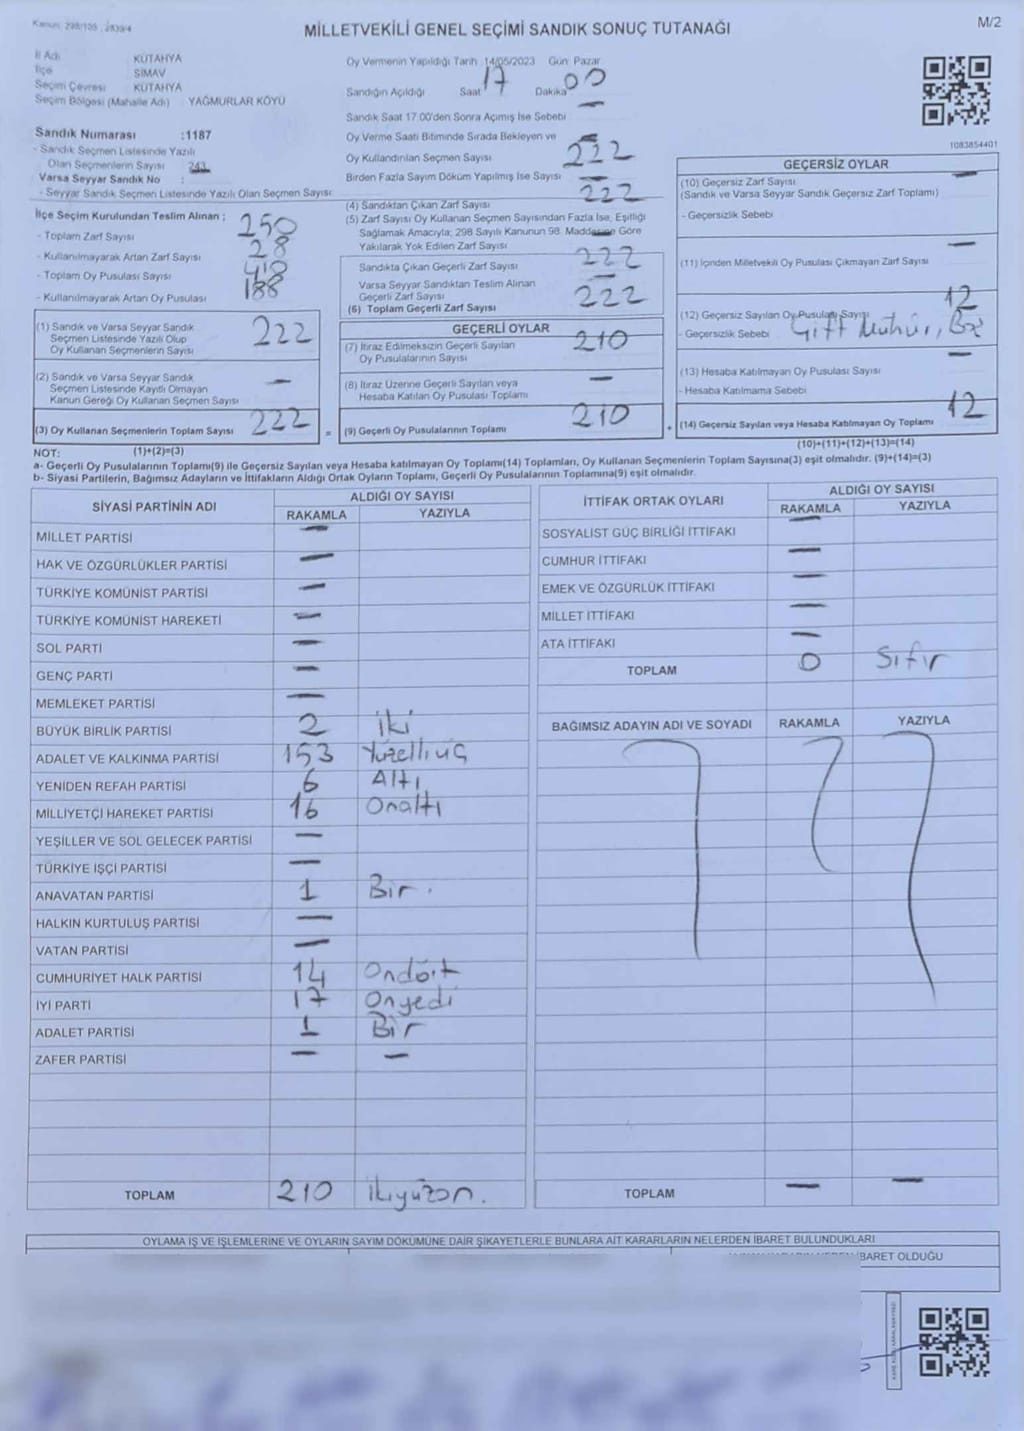 Kanun: 298/105 , 2839/4
MİLLETVEKİLİ GENEL SEÇİMİ SANDIK SONUÇ TUTANAĞI
M/2
İl Adı : KÜTAHYA
İlçe : SİMAV
Seçim Çevresi : KÜTAHYA
Seçim Bölgesi (Mahalle Adı) : YAĞMURLAR KÖYÜ
Sandık Numarası :1187
- Sandık Seçmen Listesinde Yazılı
Olan Seçmenlerin Sayısı : 243
Varsa Seyyar Sandık No :
- Seyyar Sandık Seçmen Listesinde Yazılı Olan Seçmen Sayısı
İlçe Seçim Kurulundan Teslim Alınan ;
- Toplam Zarf Sayısı 250
- Kullanılmayarak Artan Zarf Sayısı 28
- Toplam Oy Pusulası Sayısı 410
- Kullanılmayarak Artan Oy Pusulası 188
(1) Sandık ve Varsa Seyyar Sandık
Seçmen Listesinde Yazılı Olup
Oy Kullanan Seçmenlerin Sayısı 222
(2) Sandık ve Varsa Seyyar Sandık
Seçmen Listesinde Kayıtlı Olmayan
Kanun Gereği Oy Kullanan Seçmen Sayısı —
(3) Oy Kullanan Seçmenlerin Toplam Sayısı 222
(1)+(2)=(3)
Oy Vermenin Yapıldığı Tarih 14/05/2023 Gün: Pazar
Sandığın Açıldığı Saat 17 Dakika 00
Sandık Saat 17.00'den Sonra Açılmış İse Sebebi —
Oy Verme Saati Bitiminde Sırada Bekleyen ve
Oy Kullandırılan Seçmen Sayısı 222
Birden Fazla Sayım Döküm Yapılmış İse Sayısı —
(4) Sandıktan Çıkan Zarf Sayısı 222
(5) Zarf Sayısı Oy Kullanan Seçmen Sayısından Fazla İse, Eşitliği
Sağlamak Amacıyla; 298 Sayılı Kanunun 98. Maddesine Göre
Yakılarak Yok Edilen Zarf Sayısı —
Sandıkta Çıkan Geçerli Zarf Sayısı 222
Varsa Seyyar Sandıktan Teslim Alınan
Geçerli Zarf Sayısı —
(6) Toplam Geçerli Zarf Sayısı 222
GEÇERLİ OYLAR
(7) İtiraz Edilmeksizin Geçerli Sayılan
Oy Pusulalarının Sayısı 210
(8) İtiraz Üzerine Geçerli Sayılan veya
Hesaba Katılan Oy Pusulası Toplamı —
= (9) Geçerli Oy Pusulalarının Toplamı 210
1083854401
GEÇERSİZ OYLAR
(10) Geçersiz Zarf Sayısı —
(Sandık ve Varsa Seyyar Sandık Geçersiz Zarf Toplamı)
- Geçersizlik Sebebi
(11) İçinden Milletvekili Oy Pusulası Çıkmayan Zarf Sayısı —
(12) Geçersiz Sayılan Oy Pusulası Sayısı 12
- Geçersizlik Sebebi Çift Mühür,
(13) Hesaba Katılmayan Oy Pusulası Sayısı —
- Hesaba Katılmama Sebebi
+ (14) Geçersiz Sayılan veya Hesaba Katılmayan Oy Toplamı 12
(10)+(11)+(12)+(13)=(14)
NOT:
a- Geçerli Oy Pusulalarının Toplamı(9) ile Geçersiz Sayılan veya Hesaba katılmayan Oy Toplamı(14) Toplamları, Oy Kullanan Seçmenlerin Toplam Sayısına(3) eşit olmalıdır. (9)+(14)=(3)
b- Siyasi Partilerin, Bağımsız Adayların ve İttifakların Aldığı Ortak Oyların Toplamı, Geçerli Oy Pusulalarının Toplamına(9) eşit olmalıdır.
SİYASİ PARTİNİN ADI ALDIĞI OY SAYISI
RAKAMLA YAZIYLA
MİLLET PARTİSİ —
HAK VE ÖZGÜRLÜKLER PARTİSİ —
TÜRKİYE KOMÜNİST PARTİSİ —
TÜRKİYE KOMÜNİST HAREKETİ —
SOL PARTİ —
GENÇ PARTİ —
MEMLEKET PARTİSİ —
BÜYÜK BİRLİK PARTİSİ 2 iki
ADALET VE KALKINMA PARTİSİ 153 Yüzelliüç
YENİDEN REFAH PARTİSİ 6 Altı
MİLLİYETÇİ HAREKET PARTİSİ 16 Onaltı
YEŞİLLER VE SOL GELECEK PARTİSİ —
TÜRKİYE İŞÇİ PARTİSİ —
ANAVATAN PARTİSİ 1 Bir.
HALKIN KURTULUŞ PARTİSİ —
VATAN PARTİSİ —
CUMHURİYET HALK PARTİSİ 14 Ondört
İYİ PARTİ 17 Onyedi
ADALET PARTİSİ 1 Bir
ZAFER PARTİSİ — —
TOPLAM 210 ikiyüzon.
İTTİFAK ORTAK OYLARI ALDIĞI OY SAYISI
RAKAMLA YAZIYLA
SOSYALİST GÜÇ BİRLİĞİ İTTİFAKI —
CUMHUR İTTİFAKI —
EMEK VE ÖZGÜRLÜK İTTİFAKI —
MİLLET İTTİFAKI —
ATA İTTİFAKI —
TOPLAM 0 Sıfır
BAĞIMSIZ ADAYIN ADI VE SOYADI RAKAMLA YAZIYLA
TOPLAM — —
OYLAMA İŞ VE İŞLEMLERİNE VE OYLARIN SAYIM DÖKÜMÜNE DAİR ŞİKAYETLERLE BUNLARA AİT KARARLARIN NELERDEN İBARET BULUNDUKLARI
İBARET OLDUĞU